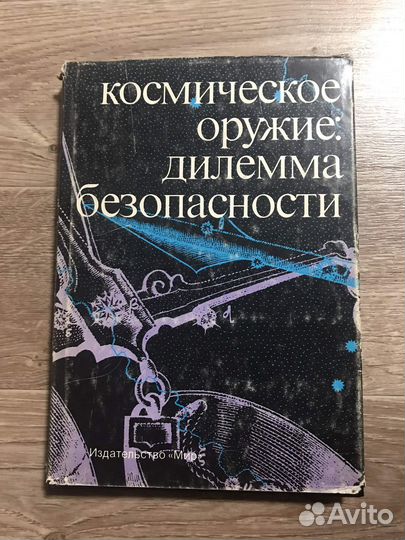 космическое
оружие:
дилемма
безопасности
Издательство «Мир»
Avito